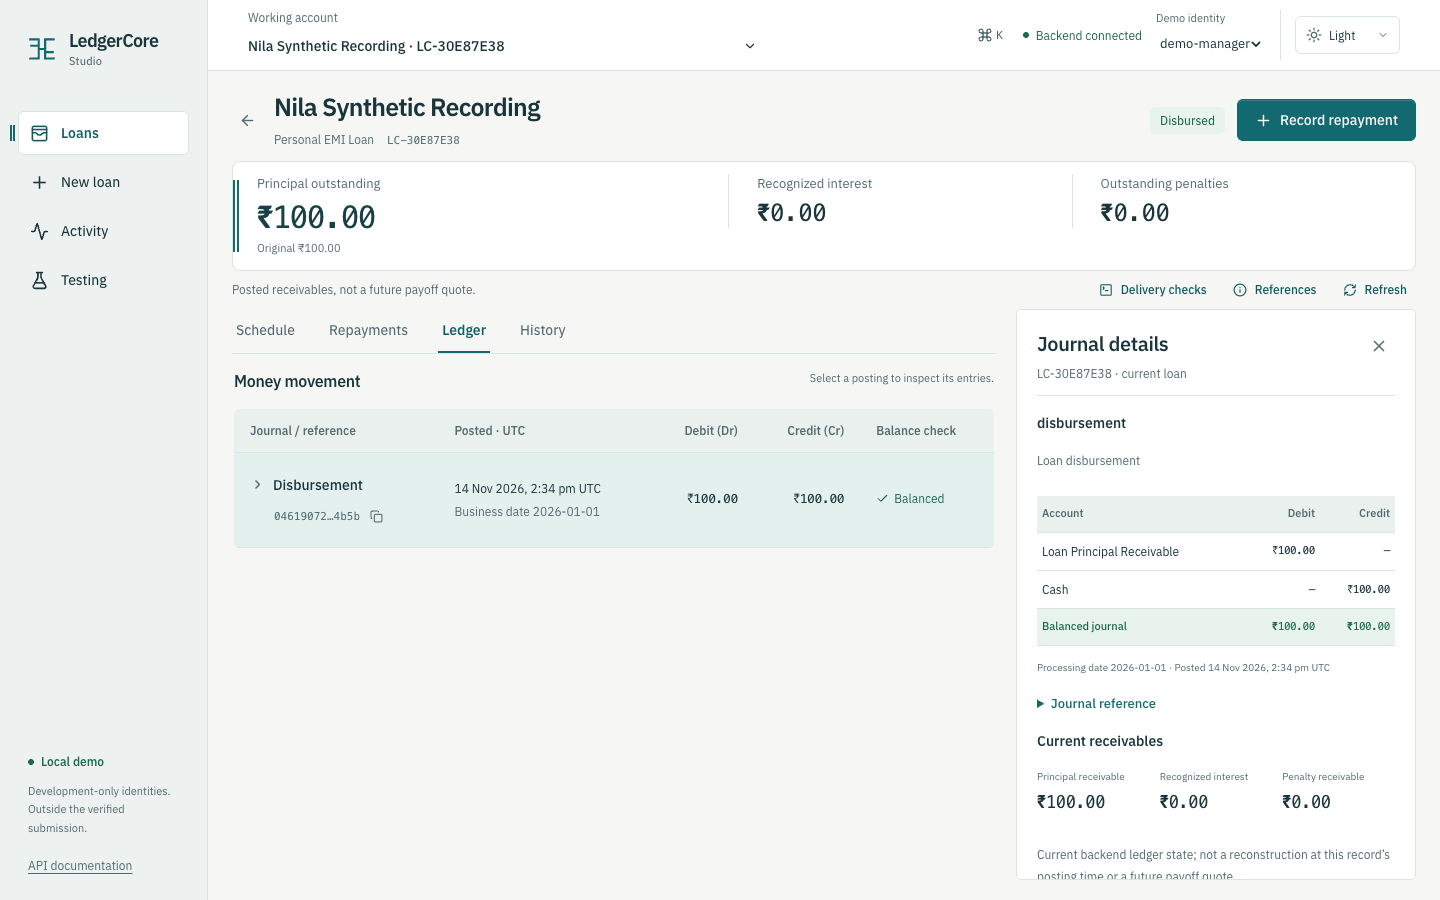 LedgerCore
Studio
Loans
New loan
Activity
Testing
Local demo
Development-only identities.
Outside the verified
submission.
API documentation
Working account
Nila Synthetic Recording · LC-30E87E38
⌘ K
Backend connected
Demo identity
demo-manager
Light
Nila Synthetic Recording
Personal EMI Loan LC-30E87E38
Disbursed
Record repayment
Principal outstanding
₹100.00
Original ₹100.00
Recognized interest
₹0.00
Outstanding penalties
₹0.00
Posted receivables, not a future payoff quote.
Delivery checks
References
Refresh
Schedule Repayments Ledger History
Money movement
Select a posting to inspect its entries.
Journal / reference Posted · UTC Debit (Dr) Credit (Cr) Balance check
Disbursement
04619072…4b5b
14 Nov 2026, 2:34 pm UTC
Business date 2026-01-01
₹100.00 ₹100.00 Balanced
Journal details
LC-30E87E38 · current loan
disbursement
Loan disbursement
Account Debit Credit
Loan Principal Receivable ₹100.00 —
Cash — ₹100.00
Balanced journal ₹100.00 ₹100.00
Processing date 2026-01-01 · Posted 14 Nov 2026, 2:34 pm UTC
Journal reference
Current receivables
Principal receivable Recognized interest Penalty receivable
₹100.00 ₹0.00 ₹0.00
Current backend ledger state; not a reconstruction at this record's
posting time or a future payoff quote.